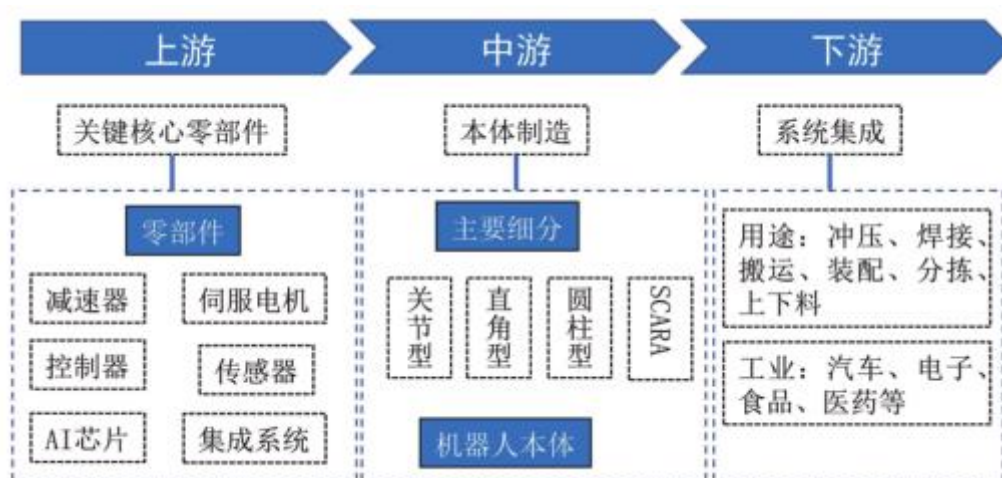 上游
中游
下游
关键核心零部件
本体制造
系统集成
零部件
减速器
伺服电机
控制器
传感器
AI芯片
集成系统
主要细分
关节型
直角型
圆柱型
SCARA
机器人本体
用途：冲压、焊接、
搬运、装配、分拣、
上下料
工业：汽车、电子、
食品、医药等